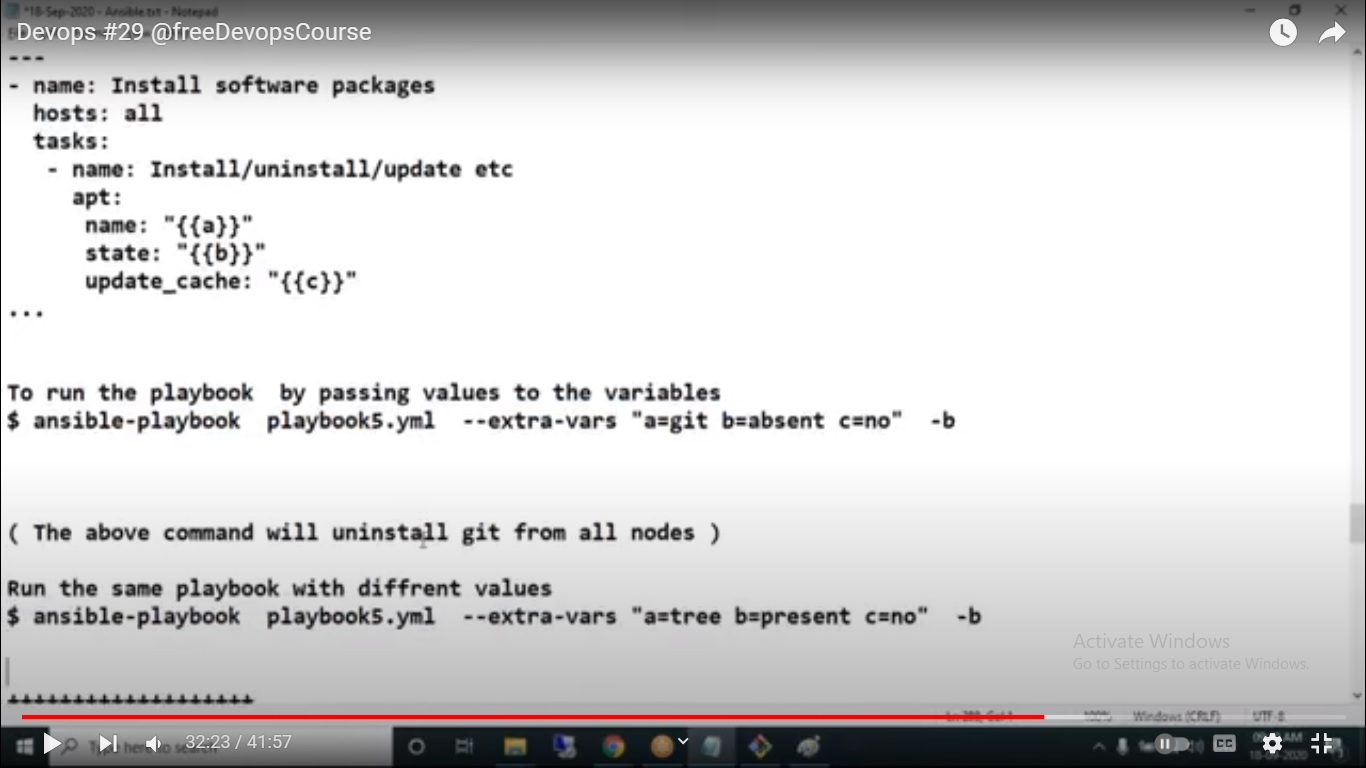 *18-Sep-2020 - Ansible.txt - Notepad
Devops #29 @freeDevopsCourse
---
- name: Install software packages
hosts: all
tasks:
- name: Install/uninstall/update etc
apt:
name: "{{a}}"
state: "{{b}}"
update_cache: "{{c}}"
...
To run the playbook by passing values to the variables
$ ansible-playbook playbook5.yml --extra-vars "a=git b=absent c=no" -b
( The above command will uninstall git from all nodes )
Run the same playbook with diffrent values
$ ansible-playbook playbook5.yml --extra-vars "a=tree b=present c=no" -b
Activate Windows
Go to Settings to activate Windows.
++++++++++++++++++++
100% Windows (CRLF) UTF-8
Type here to search
32:23 / 41:57
CC
18-09-2020